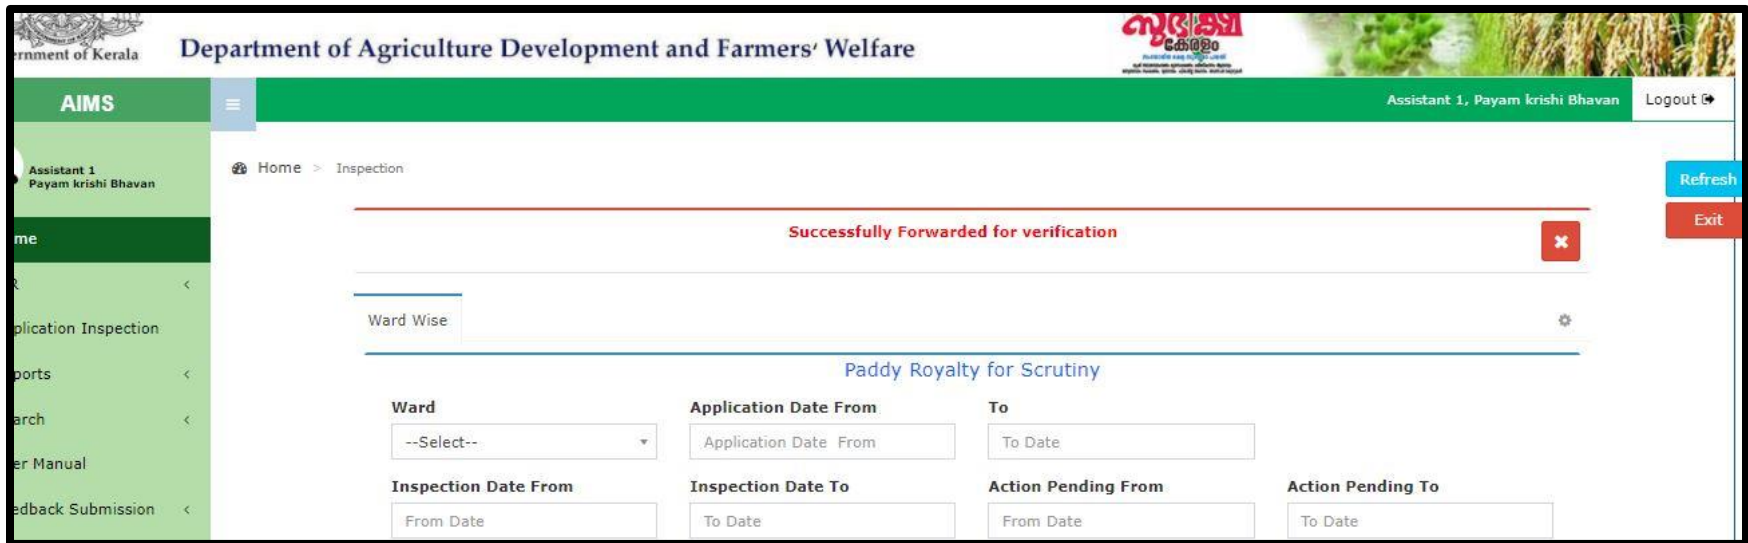 ernment of Kerala
Department of Agriculture Development and Farmers' Welfare
സുഭിക്ഷ
കേരളം
AIMS
Assistant 1, Payam krishi Bhavan
Logout
Assistant 1
Payam krishi Bhavan
Home > Inspection
Refresh
Exit
Successfully Forwarded for verification
me
R
plication Inspection
ports
arch
er Manual
edback Submission
Ward Wise
Paddy Royalty for Scrutiny
Ward Application Date From To
--Select-- Application Date From To Date
Inspection Date From Inspection Date To Action Pending From Action Pending To
From Date To Date From Date To Date